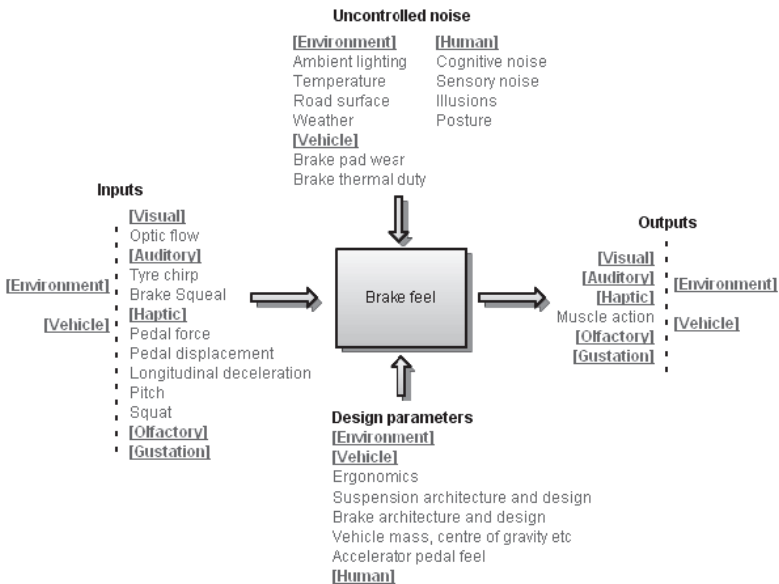 Uncontrolled noise
[Environment]
Ambient lighting
Temperature
Road surface
Weather
[Vehicle]
Brake pad wear
Brake thermal duty
[Human]
Cognitive noise
Sensory noise
Illusions
Posture
Inputs
[Environment]
[Vehicle]
[Visual]
Optic flow
[Auditory]
Tyre chirp
Brake Squeal
[Haptic]
Pedal force
Pedal displacement
Longitudinal deceleration
Pitch
Squat
[Olfactory]
[Gustation]
Brake feel
Outputs
[Visual]
[Auditory]
[Haptic]
Muscle action
[Olfactory]
[Gustation]
[Environment]
[Vehicle]
Design parameters
[Environment]
[Vehicle]
Ergonomics
Suspension architecture and design
Brake architecture and design
Vehicle mass, centre of gravity etc
Accelerator pedal feel
[Human]